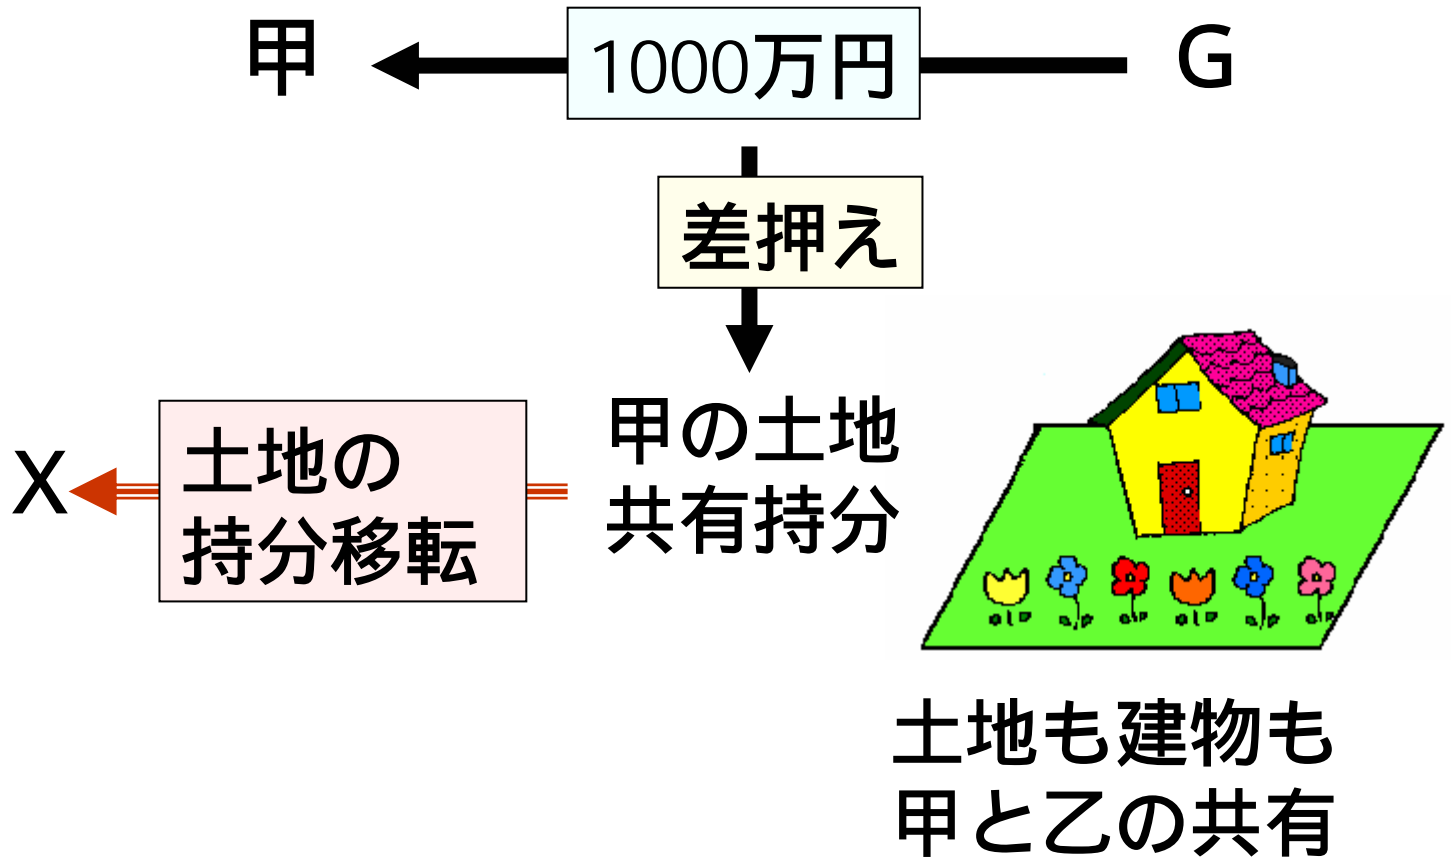 甲
1000万円
G
差押え
甲の土地
共有持分
X
土地の
持分移転
土地も建物も
甲と乙の共有